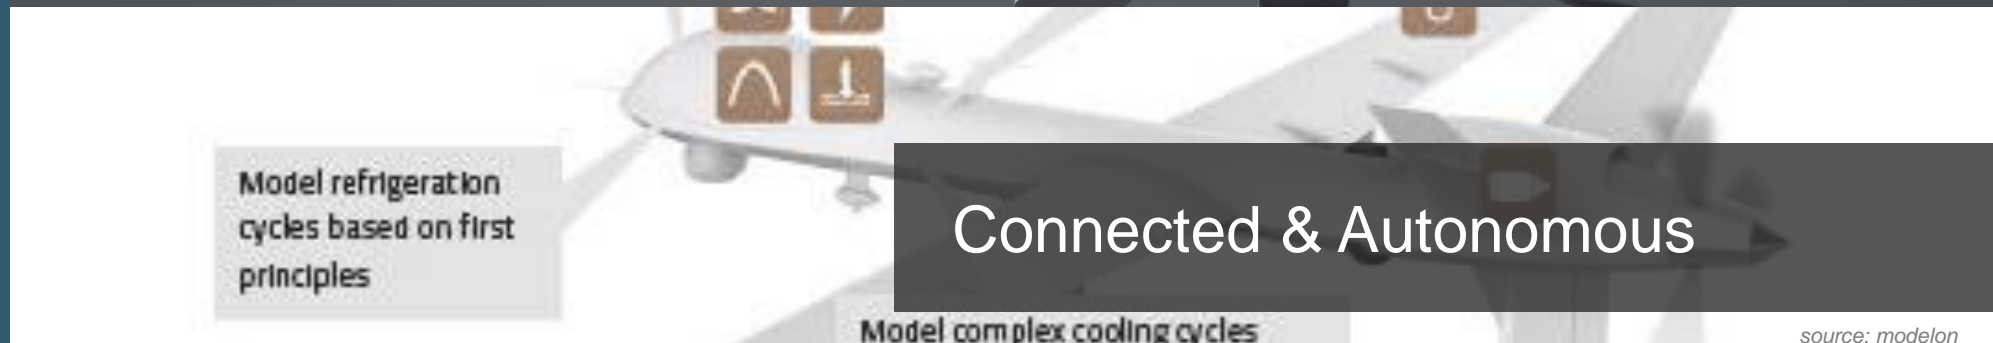 Model refrigeration
cycles based on first
principles
Connected & Autonomous
Model complex cooling cycles
source: modelon